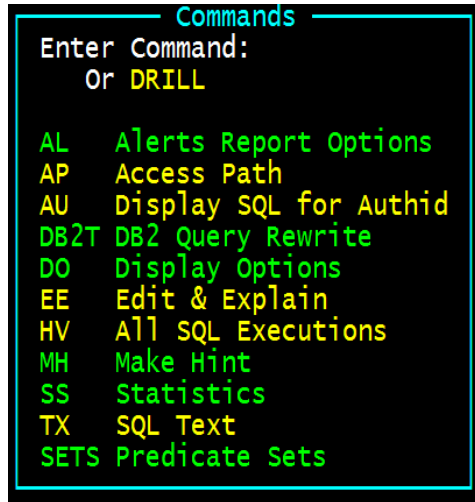 Commands
Enter Command:
Or DRILL
AL Alerts Report Options
AP Access Path
AU Display SQL for Authid
DB2T DB2 Query Rewrite
DO Display Options
EE Edit & Explain
HV All SQL Executions
MH Make Hint
SS Statistics
TX SQL Text
SETS Predicate Sets